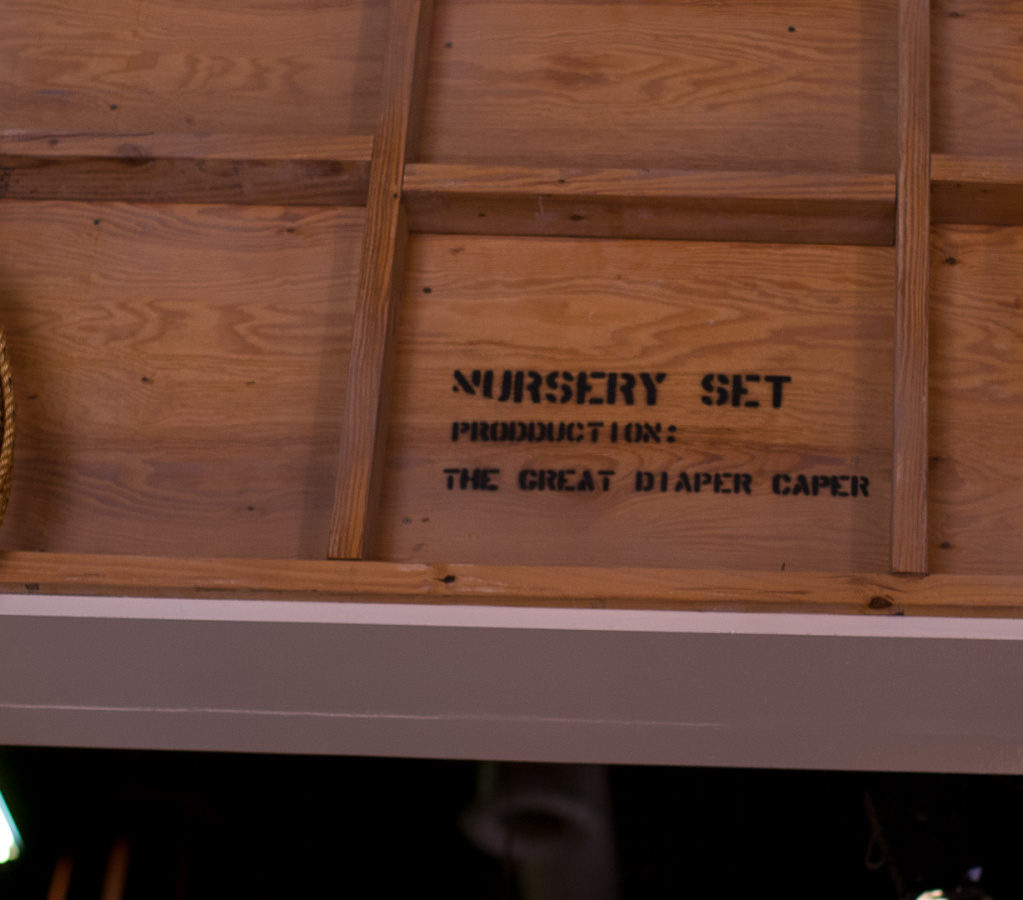 NURSERY SET
PRODDUCTION:
THE GREAT DIAPER CAPER